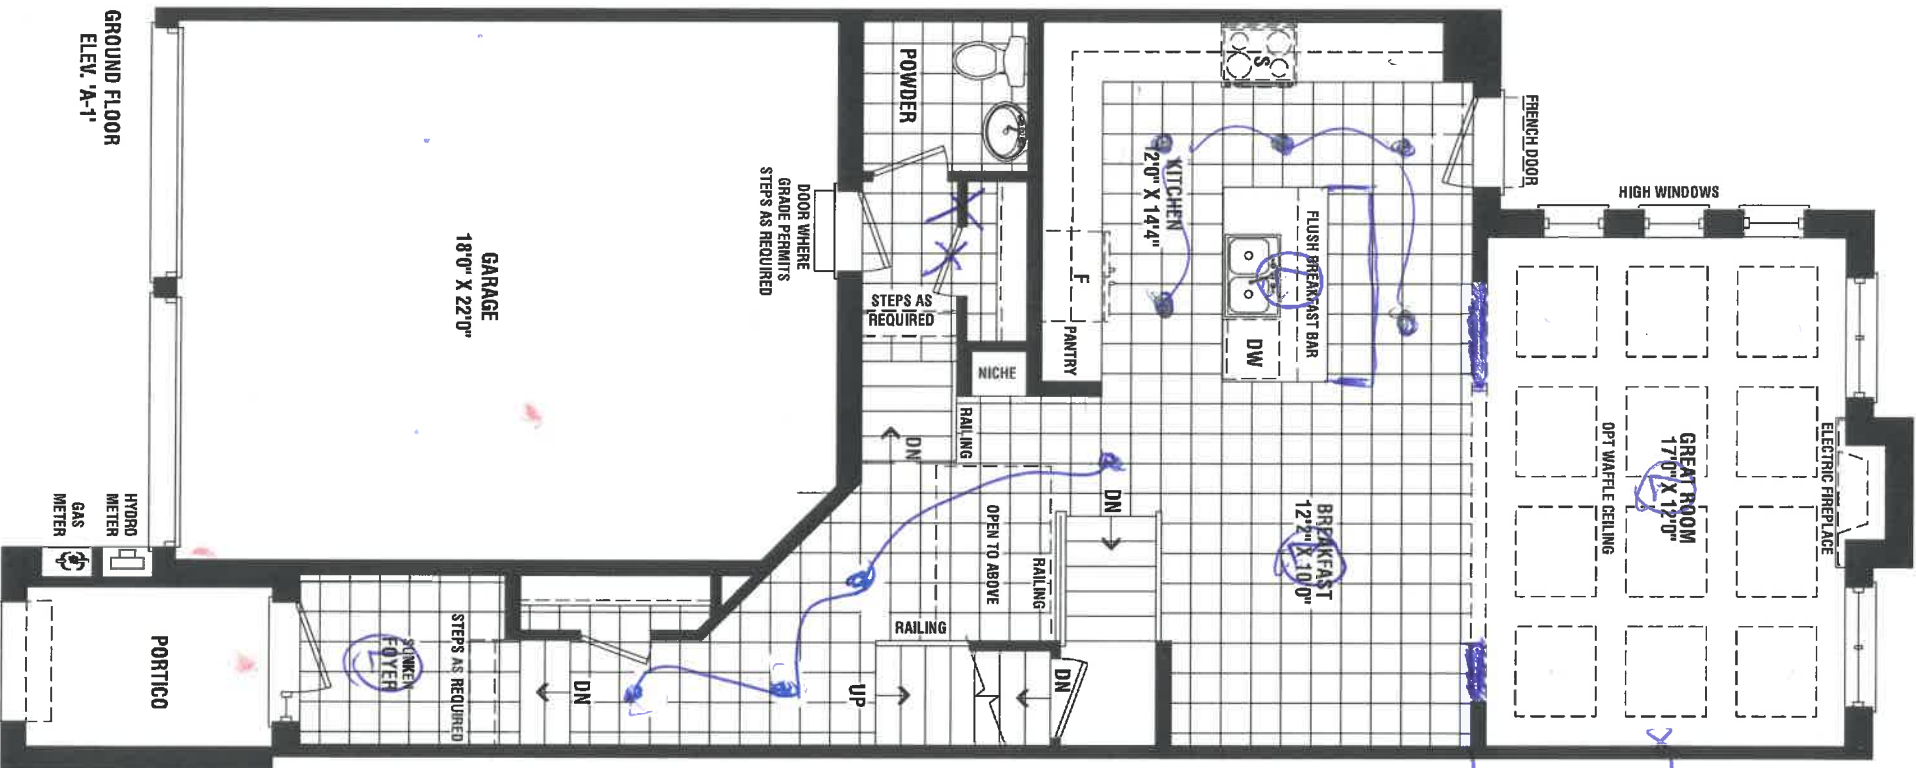 GROUND FLOOR
ELEV. 'A-1'
GARAGE
18'0" X 22'0"
DOOR WHERE
GRADE PERMITS
STEPS AS REQUIRED
GAS
METER
HYDRO
METER
PORTICO
SUNKEN
FOYER
STEPS AS REQUIRED
DN
UP
DN
RAILING
OPEN TO ABOVE
RAILING
RAILING
DN
DN
STEPS AS
REQUIRED
NICHE
POWDER
PANTRY
F
KITCHEN
12'0" X 14'4"
S
DW
FLUSH BREAKFAST BAR
BREAKFAST
12'2" X 10'0"
FRENCH DOOR
HIGH WINDOWS
GREAT ROOM
17'0" X 12'0"
OPT WAFFLE CEILING
ELECTRIC FIREPLACE